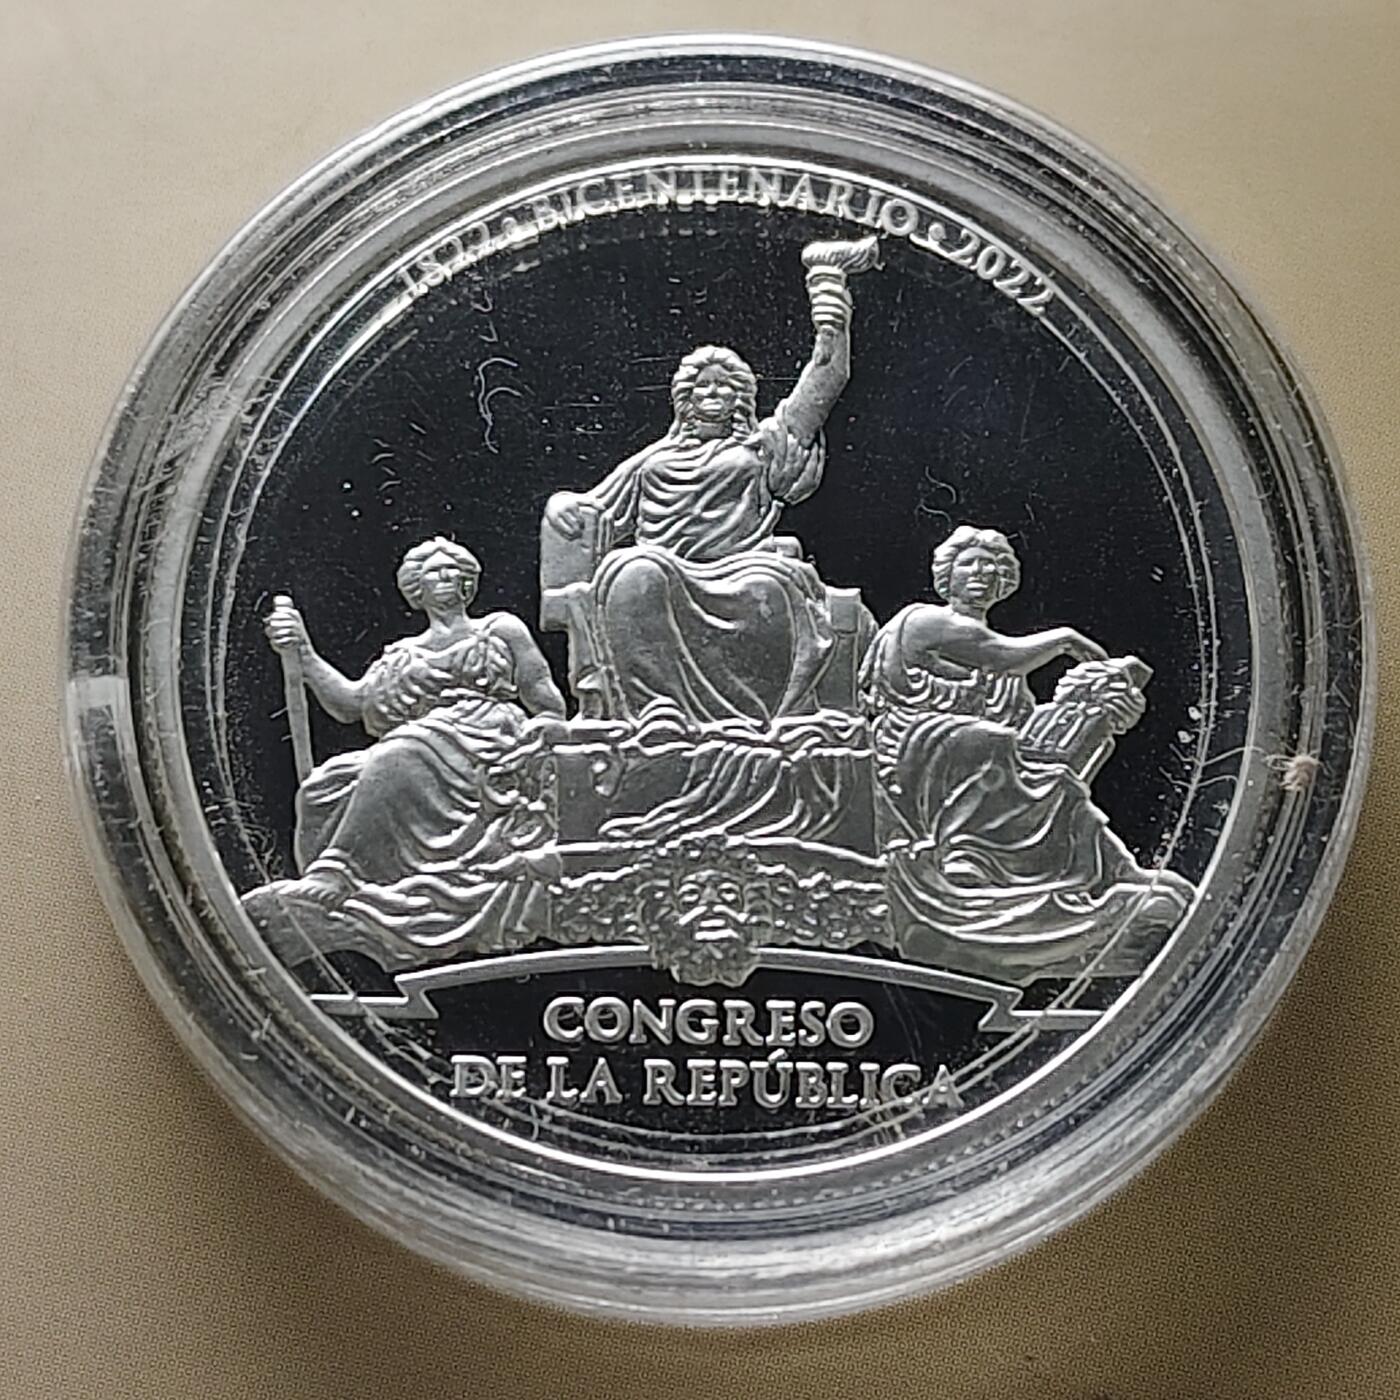 1822 • BICENTENARIO • 2022
CONGRESO
DE LA REPÚBLICA